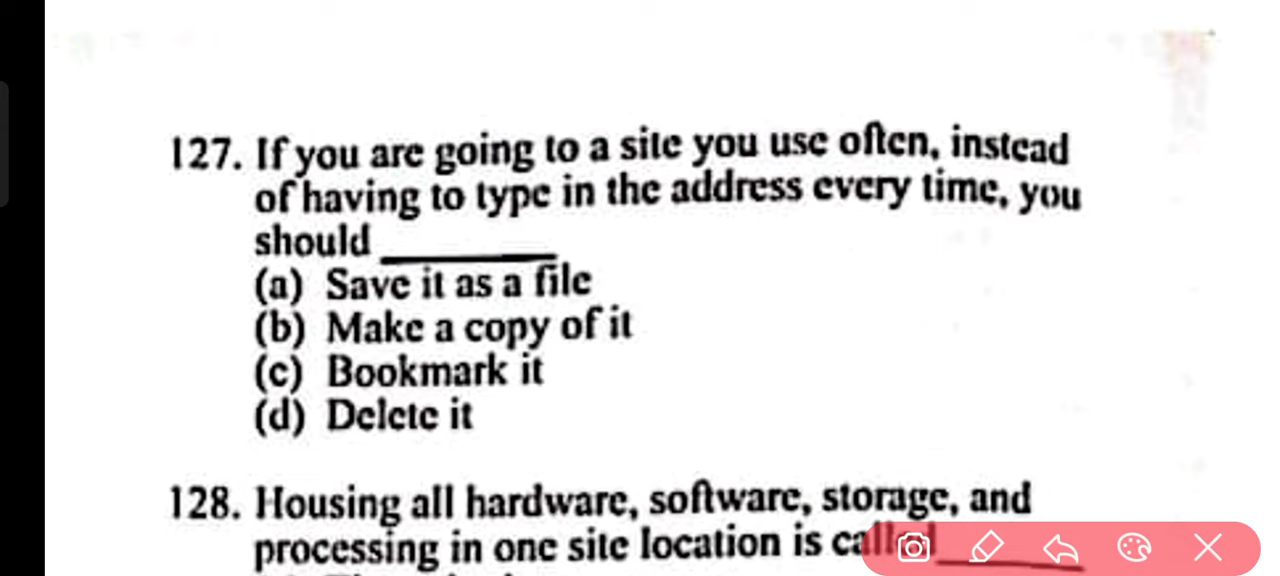 127. If you are going to a site you use often, instead
of having to type in the address every time, you
should ________
(a) Save it as a file
(b) Make a copy of it
(c) Bookmark it
(d) Delete it
128. Housing all hardware, software, storage, and
processing in one site location is called ________